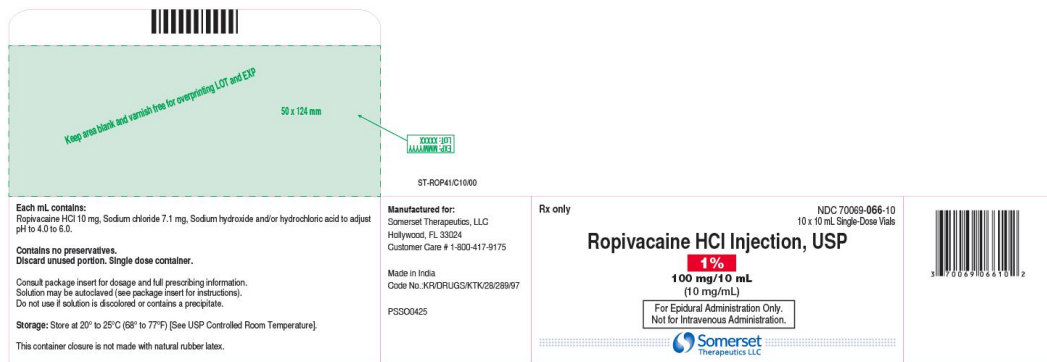 Keep area blank and varnish free for overprinting LOT and EXP
50 x 124 mm
EXP: MMMYYYY
LOT: XXXXX
ST-ROP41/C10/00
Each mL contains:
Ropivacaine HCl 10 mg, Sodium chloride 7.1 mg, Sodium hydroxide and/or hydrochloric acid to adjust
pH to 4.0 to 6.0.
Contains no preservatives.
Discard unused portion. Single dose container.
Consult package insert for dosage and full prescribing information.
Solution may be autoclaved (see package insert for instructions).
Do not use if solution is discolored or contains a precipitate.
Storage: Store at 20° to 25°C (68° to 77°F) [See USP Controlled Room Temperature].
This container closure is not made with natural rubber latex.
Manufactured for:
Somerset Therapeutics, LLC
Hollywood, FL 33024
Customer Care # 1-800-417-9175
Made in India
Code No.:KR/DRUGS/KTK/28/289/97
PSSO0425
Rx only
NDC 70069-066-10
10 x 10 mL Single-Dose Vials
Ropivacaine HCl Injection, USP
1%
100 mg/10 mL
(10 mg/mL)
For Epidural Administration Only.
Not for Intravenous Administration.
Somerset
Therapeutics LLC
3 70069 06610 2